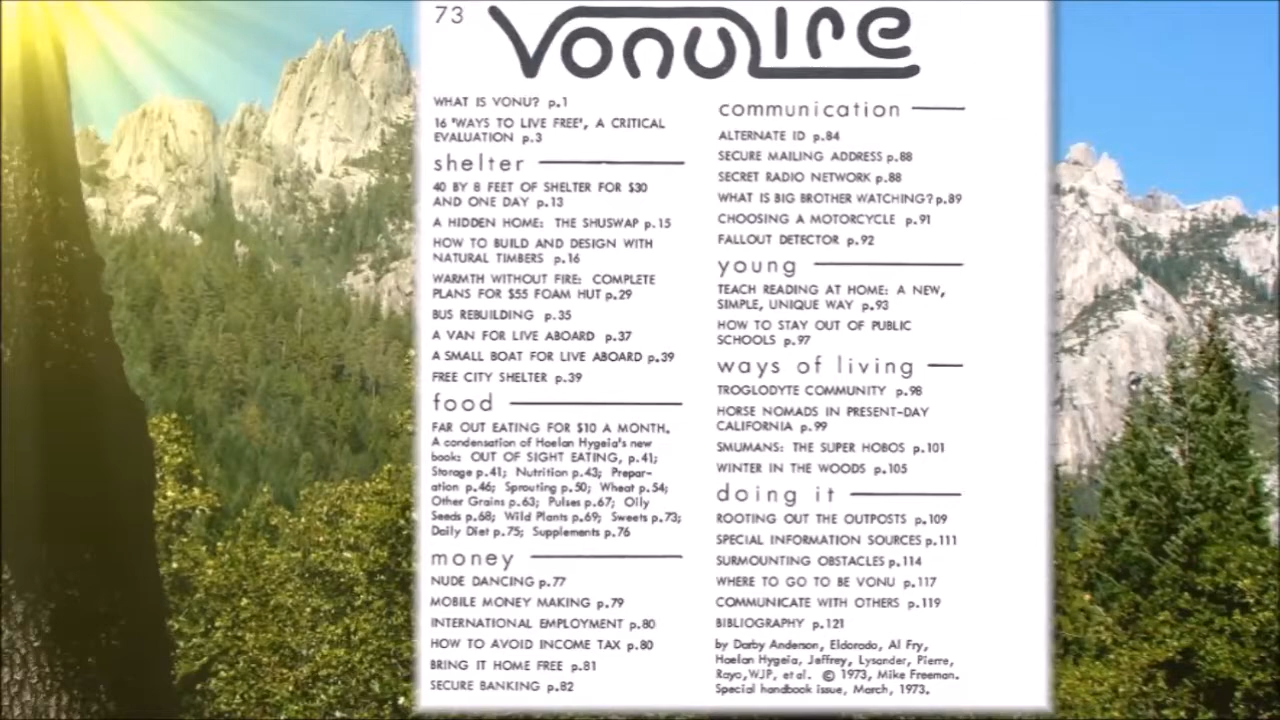 73
VONULIFE
WHAT IS VONU? p.1
16 "WAYS TO LIVE FREE", A CRITICAL
EVALUATION p.3
shelter
40 BY 8 FEET OF SHELTER FOR $30
AND ONE DAY p.13
A HIDDEN HOME: THE SHUSWAP p.15
HOW TO BUILD AND DESIGN WITH
NATURAL TIMBERS p.16
WARMTH WITHOUT FIRE: COMPLETE
PLANS FOR $55 FOAM HUT p.29
BUS REBUILDING p.35
A VAN FOR LIVE ABOARD p.37
A SMALL BOAT FOR LIVE ABOARD p.39
FREE CITY SHELTER p.39
food
FAR OUT EATING FOR $10 A MONTH.
A condensation of Haelan Hygeia's new
book: OUT OF SIGHT EATING, p.41;
Storage p.41; Nutrition p.43; Prepar-
ation p.46; Sprouting p.50; Wheat p.54;
Other Grains p.63; Pulses p.67; Oily
Seeds p.68; Wild Plants p.69; Sweets p.73;
Daily Diet p.75; Supplements p.76
money
NUDE DANCING p.77
MOBILE MONEY MAKING p.79
INTERNATIONAL EMPLOYMENT p.80
HOW TO AVOID INCOME TAX p.80
BRING IT HOME FREE p.81
SECURE BANKING p.82
communication
ALTERNATE ID p.84
SECURE MAILING ADDRESS p.88
SECRET RADIO NETWORK p.88
WHAT IS BIG BROTHER WATCHING? p.89
CHOOSING A MOTORCYCLE p.91
FALLOUT DETECTOR p.92
young
TEACH READING AT HOME: A NEW,
SIMPLE, UNIQUE WAY p.93
HOW TO STAY OUT OF PUBLIC
SCHOOLS p.97
ways of living
TROGLODYTE COMMUNITY p.98
HORSE NOMADS IN PRESENT-DAY
CALIFORNIA p.99
SMUMANS: THE SUPER HOBOS p.101
WINTER IN THE WOODS p.105
doing it
ROOTING OUT THE OUTPOSTS p.109
SPECIAL INFORMATION SOURCES p.111
SURMOUNTING OBSTACLES p.114
WHERE TO GO TO BE VONU p.117
COMMUNICATE WITH OTHERS p.119
BIBLIOGRAPHY p.121
by Darby Anderson, Eldorado, Al Fry,
Haelan Hygeia, Jeffrey, Lysander, Pierre,
Rayo, WJP, et al. © 1973, Mike Freeman.
Special handbook issue, March, 1973.